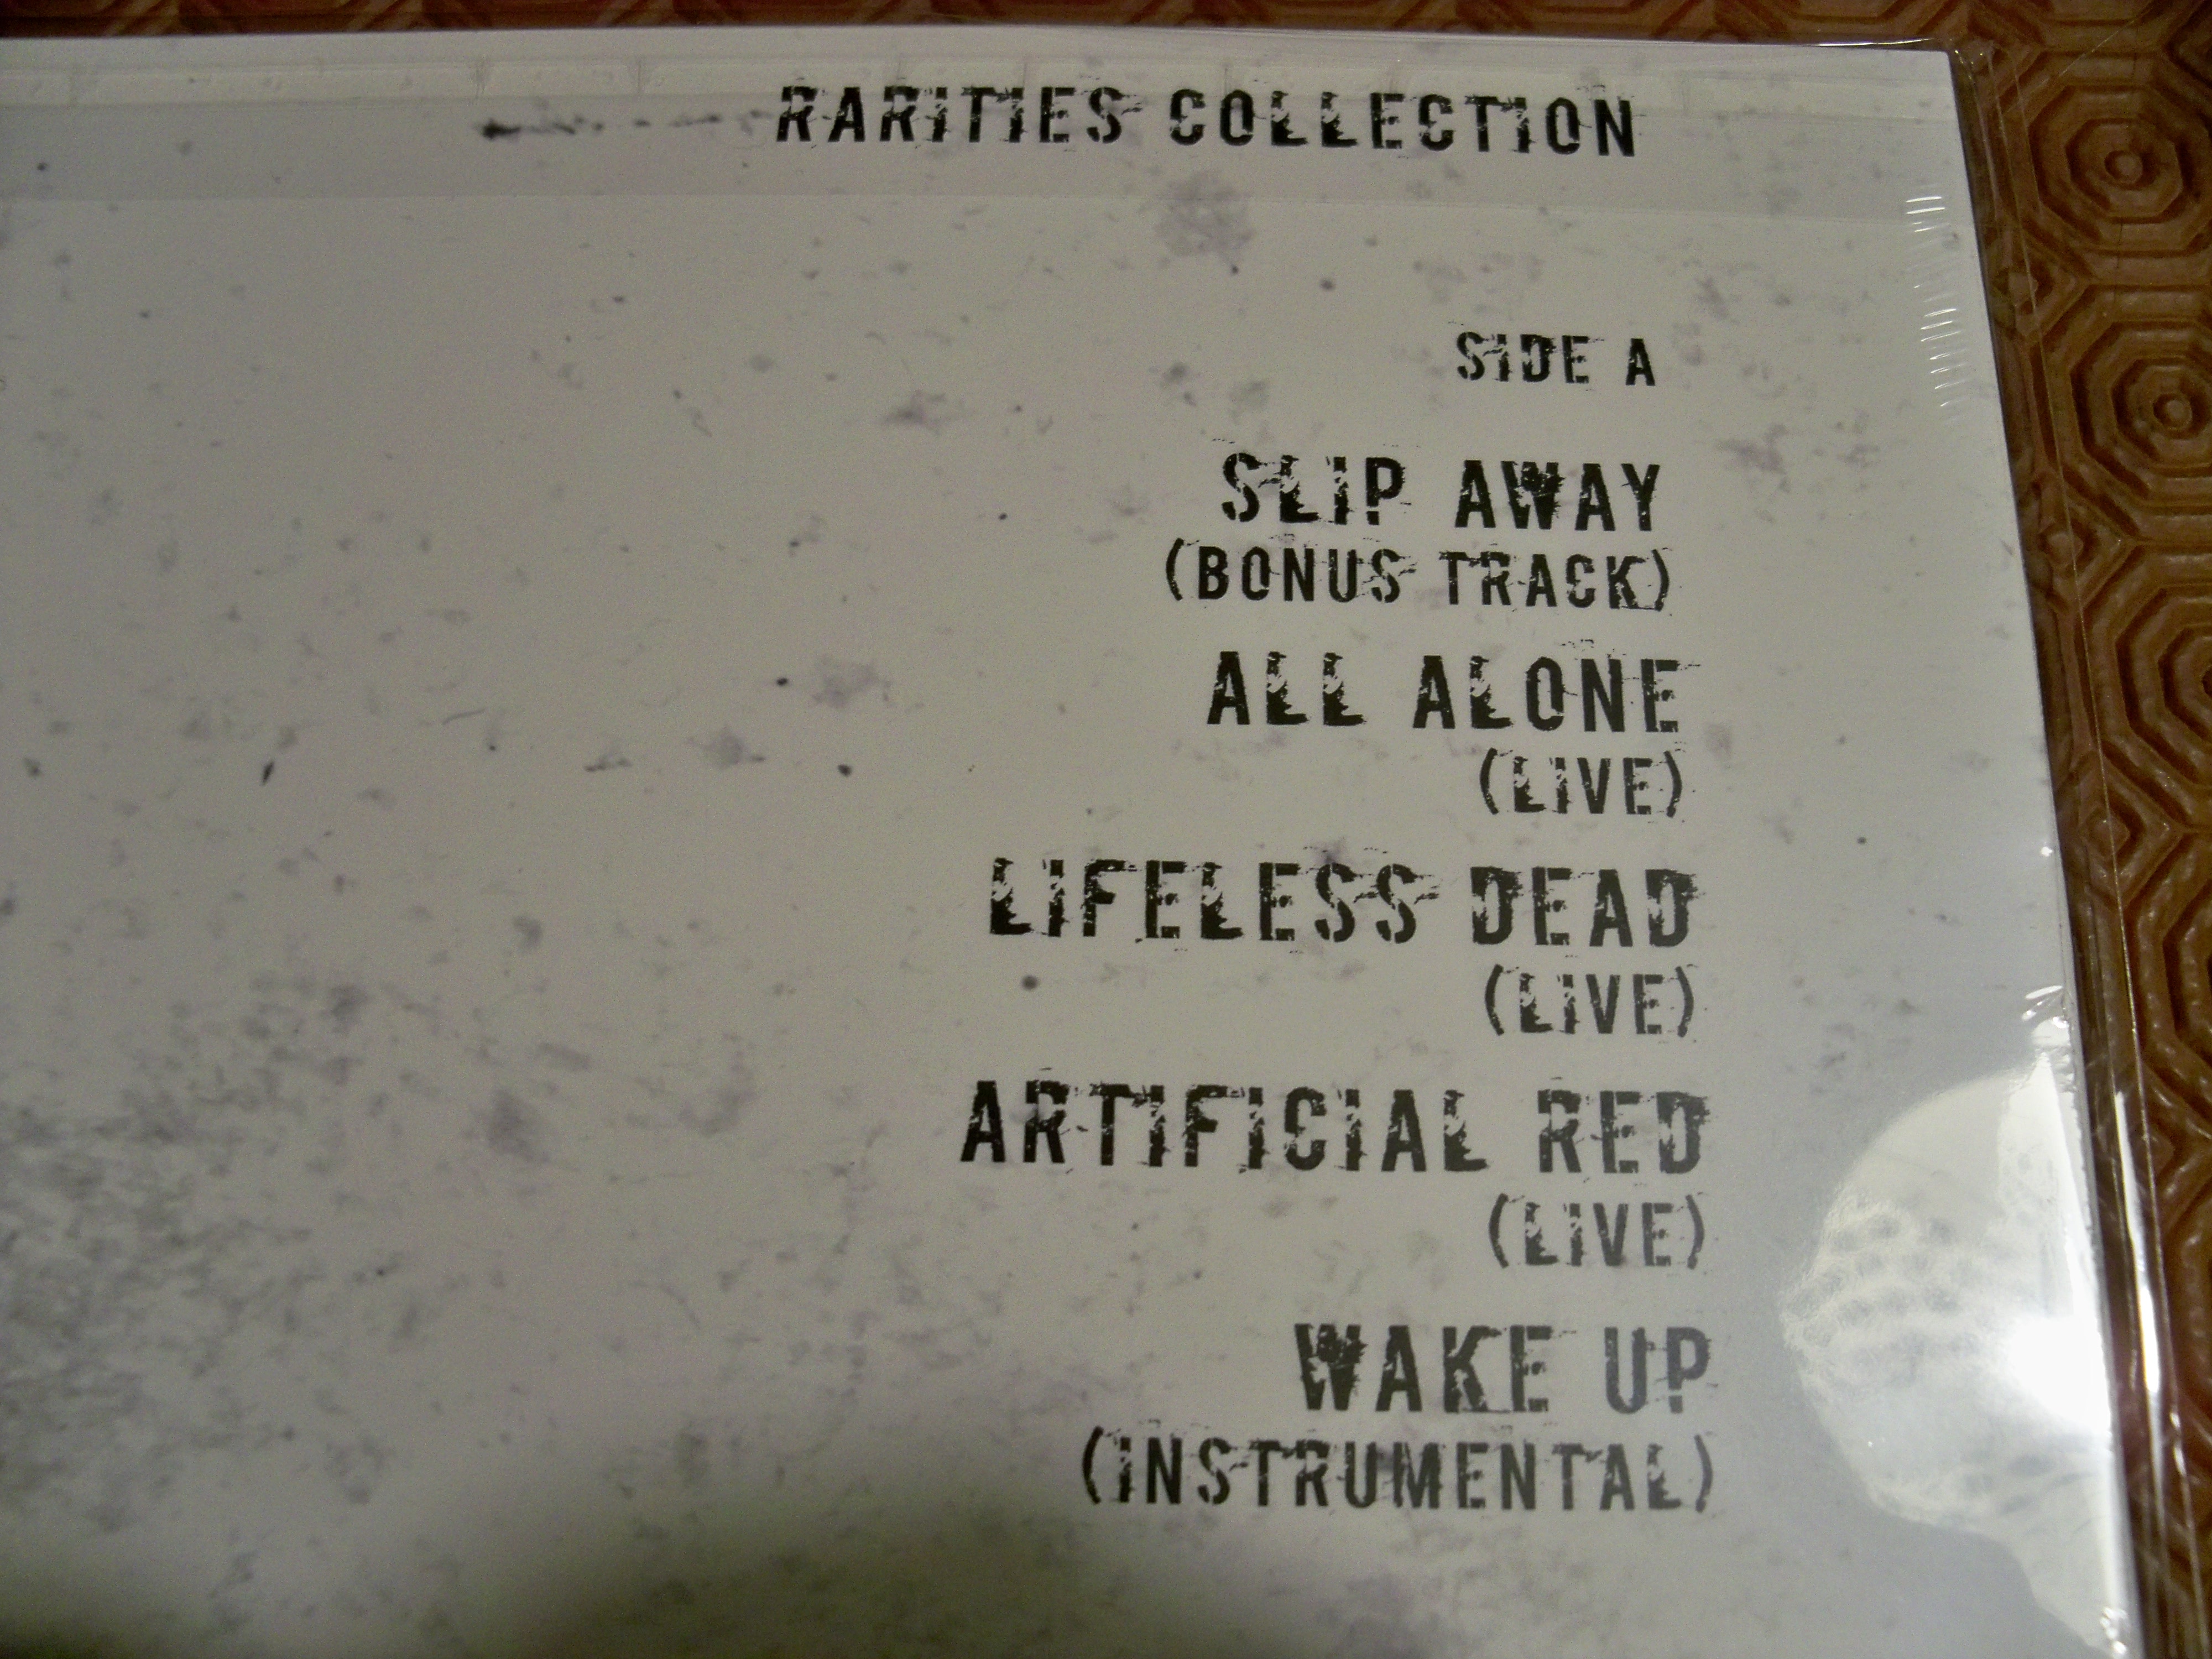 RARITIES COLLECTION
SIDE A
SLIP AWAY
(BONUS TRACK)
ALL ALONE
(LIVE)
LIFELESS DEAD
(LIVE)
ARTIFICIAL RED
(LIVE)
WAKE UP
(INSTRUMENTAL)